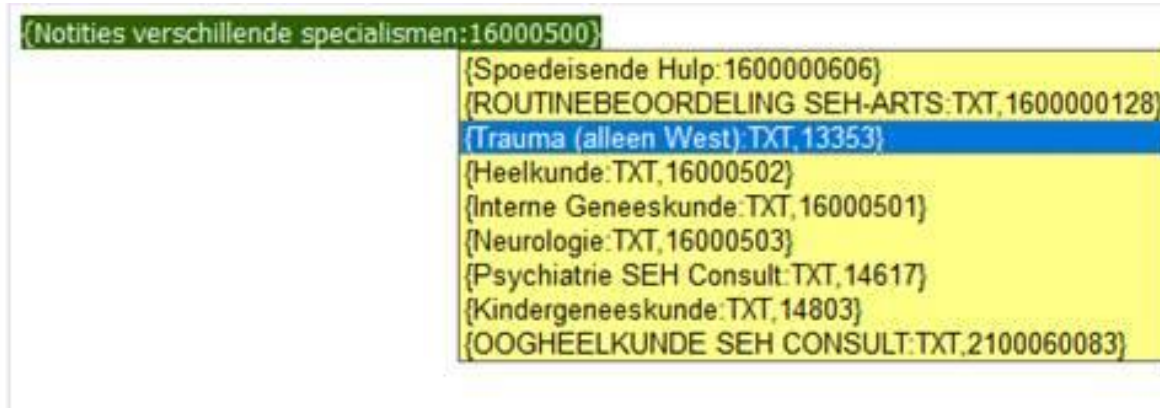 {Notities verschillende specialismen:16000500}
{Spoedeisende Hulp:1600000606}
{ROUTINEBEOORDELING SEH-ARTS:TXT,1600000128}
{Trauma (alleen West):TXT,13353}
{Heelkunde:TXT,16000502}
{Interne Geneeskunde:TXT,16000501}
{Neurologie:TXT,16000503}
{Psychiatrie SEH Consult:TXT,14617}
{Kindergeneeskunde:TXT,14803}
{OOGHEELKUNDE SEH CONSULT:TXT,2100060083}